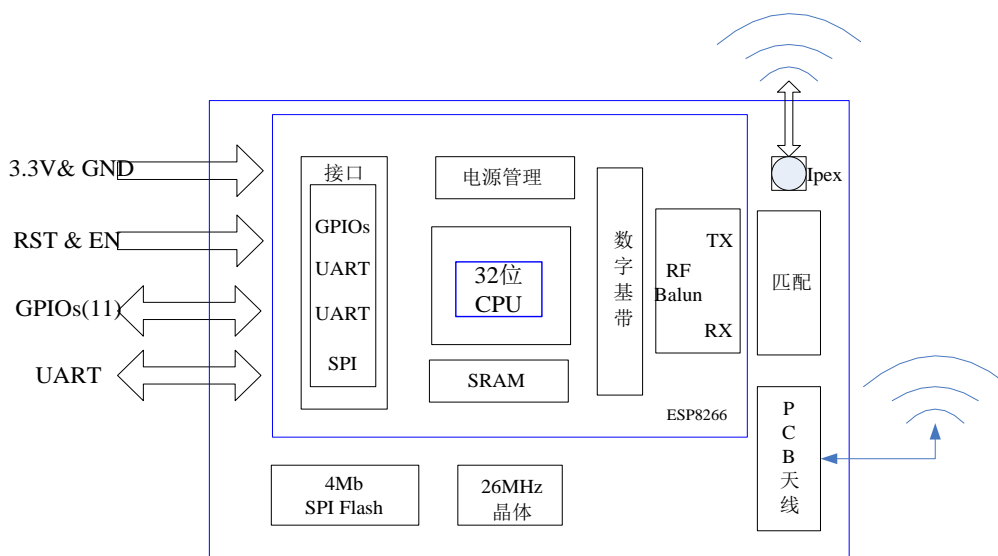 3.3V& GND
RST & EN
GPIOs(11)
UART
接口
GPIOs
UART
UART
SPI
电源管理
32位
CPU
SRAM
数
字
基
带
TX
RF
Balun
RX
ESP8266
Ipex
匹配
P
C
B
天
线
4Mb
SPI Flash
26MHz
晶体